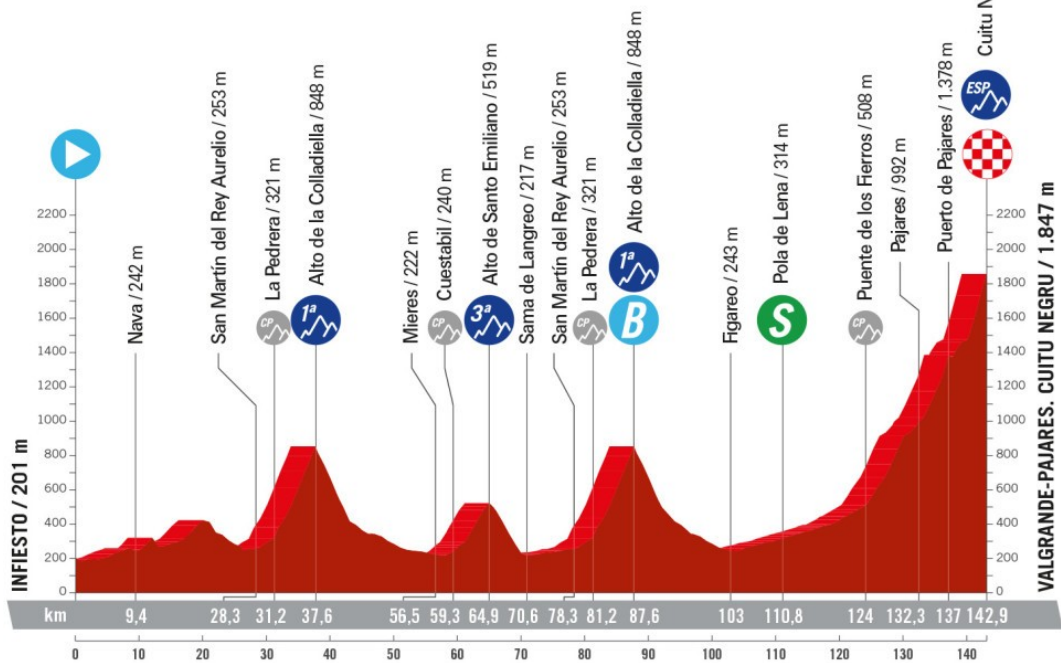 INFIESTO / 201 m
Nava / 242 m
San Martín del Rey Aurelio / 253 m
La Pedrera / 321 m
CP
Alto de la Colladiella / 848 m
1ª
Mieres / 222 m
Cuestabil / 240 m
CP
Alto de Santo Emiliano / 519 m
3ª
Sama de Langreo / 217 m
San Martín del Rey Aurelio / 253 m
La Pedrera / 321 m
CP
Alto de la Colladiella / 848 m
1ª
B
Figareo / 243 m
Pola de Lena / 314 m
S
Puente de los Fierros / 508 m
CP
Pajares / 992 m
Puerto de Pajares / 1.378 m
Cuitu N
ESP
VALGRANDE-PAJARES. CUITU NEGRU / 1.847 m
2200
2000
1800
1600
1400
1200
1000
800
600
400
200
0
2200
2000
1800
1600
1400
1200
1000
800
600
400
200
0
km 9,4 28,3 31,2 37,6 56,5 59,3 64,9 70,6 78,3 81,2 87,6 103 110,8 124 132,3 137 142,9
0 10 20 30 40 50 60 70 80 90 100 110 120 130 140